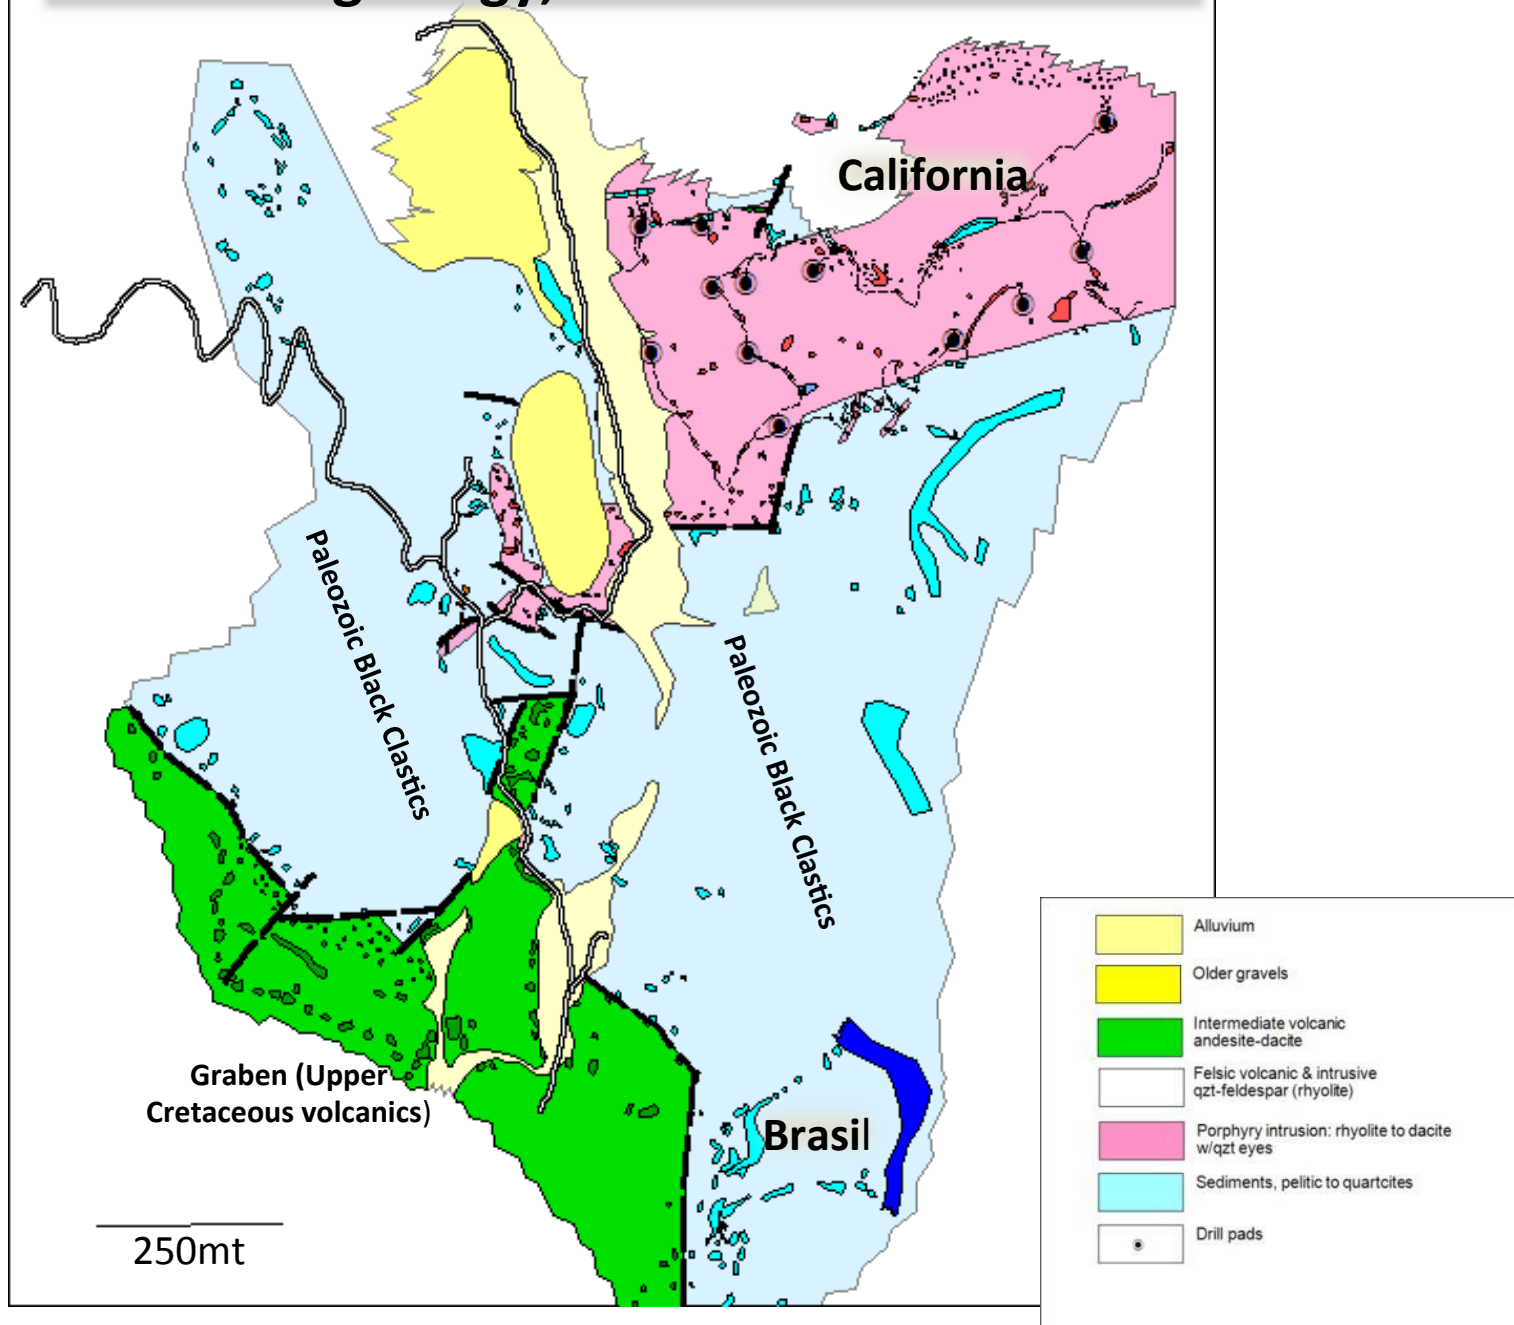 California
Paleozoic Black Clastics
Paleozoic Black Clastics
Graben (Upper
Cretaceous volcanics)
Brasil
250mt
Alluvium
Older gravels
Intermediate volcanic
andesite-dacite
Felsic volcanic & intrusive
qzt-feldespar (rhyolite)
Porphyry intrusion: rhyolite to dacite
w/qzt eyes
Sediments, pelitic to quartcites
Drill pads